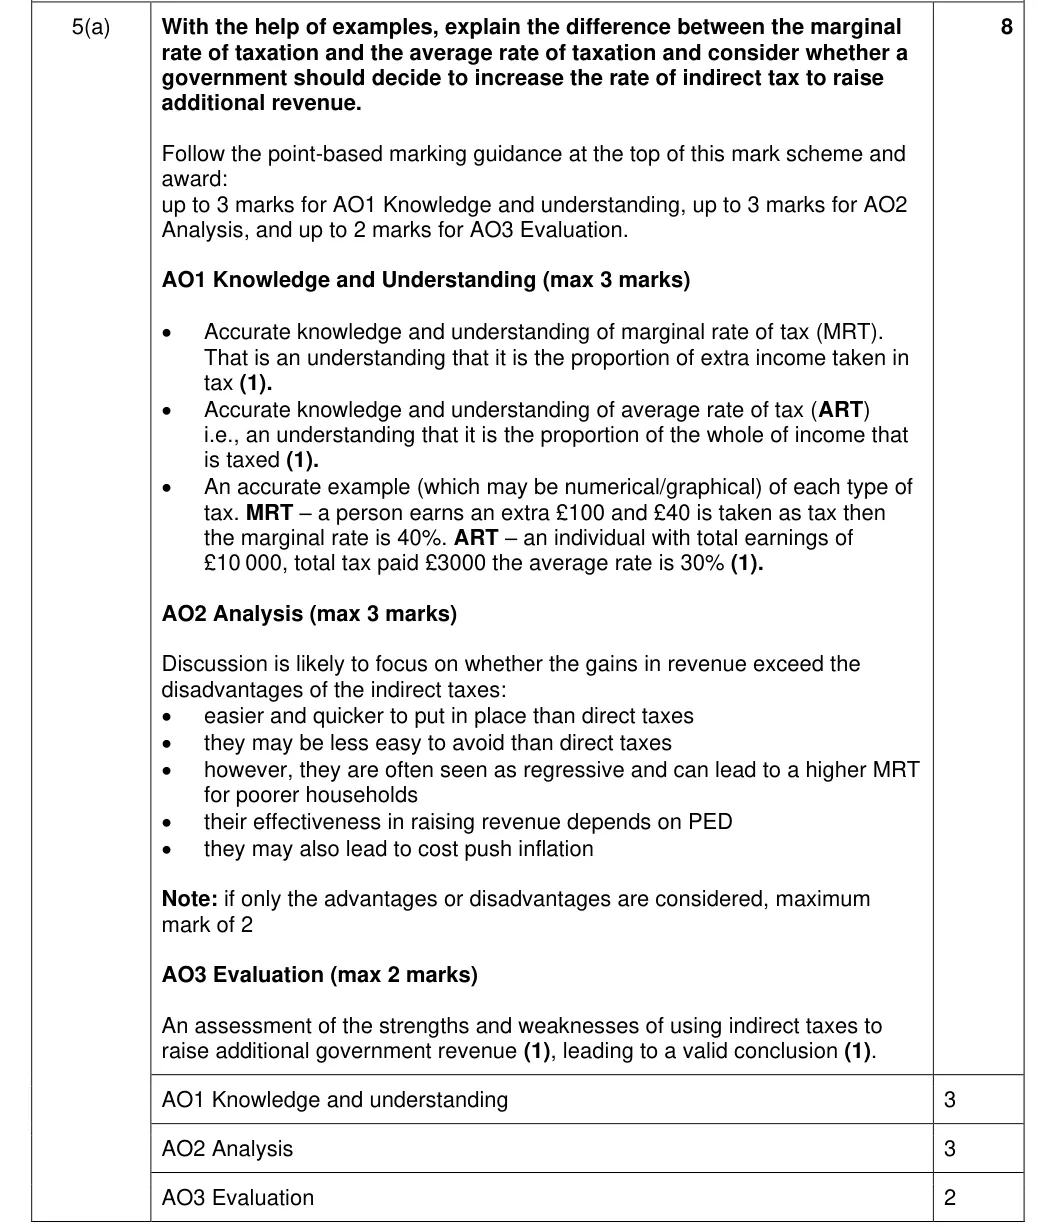 5(a) With the help of examples, explain the difference between the marginal 8
rate of taxation and the average rate of taxation and consider whether a
government should decide to increase the rate of indirect tax to raise
additional revenue.
Follow the point-based marking guidance at the top of this mark scheme and
award:
up to 3 marks for AO1 Knowledge and understanding, up to 3 marks for AO2
Analysis, and up to 2 marks for AO3 Evaluation.
AO1 Knowledge and Understanding (max 3 marks)
• Accurate knowledge and understanding of marginal rate of tax (MRT).
That is an understanding that it is the proportion of extra income taken in
tax (1).
• Accurate knowledge and understanding of average rate of tax (ART)
i.e., an understanding that it is the proportion of the whole of income that
is taxed (1).
• An accurate example (which may be numerical/graphical) of each type of
tax. MRT – a person earns an extra £100 and £40 is taken as tax then
the marginal rate is 40%. ART – an individual with total earnings of
£10 000, total tax paid £3000 the average rate is 30% (1).
AO2 Analysis (max 3 marks)
Discussion is likely to focus on whether the gains in revenue exceed the
disadvantages of the indirect taxes:
• easier and quicker to put in place than direct taxes
• they may be less easy to avoid than direct taxes
• however, they are often seen as regressive and can lead to a higher MRT
for poorer households
• their effectiveness in raising revenue depends on PED
• they may also lead to cost push inflation
Note: if only the advantages or disadvantages are considered, maximum
mark of 2
AO3 Evaluation (max 2 marks)
An assessment of the strengths and weaknesses of using indirect taxes to
raise additional government revenue (1), leading to a valid conclusion (1).
AO1 Knowledge and understanding 3
AO2 Analysis 3
AO3 Evaluation 2